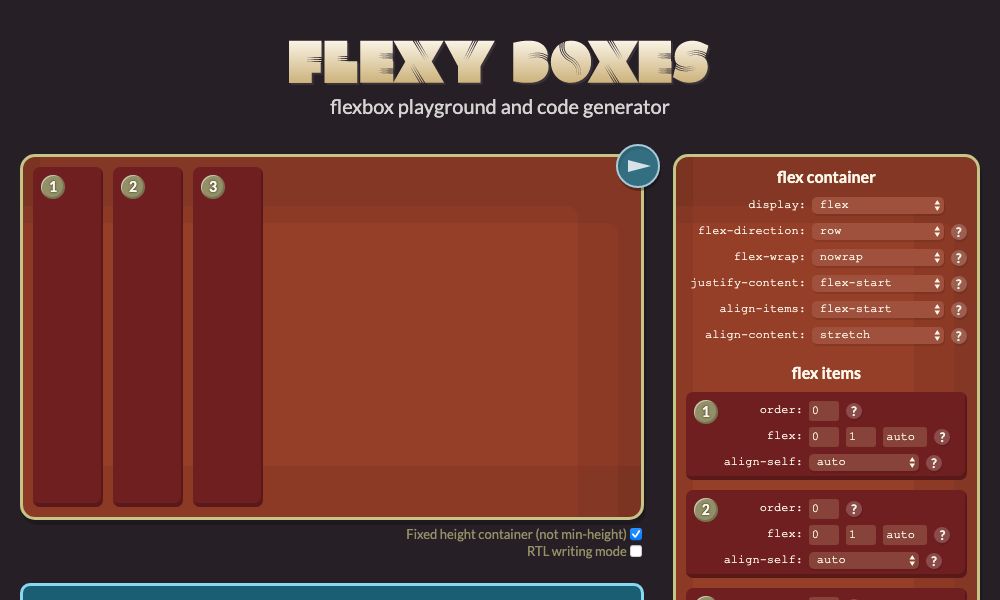 FLEXY BOXES
flexbox playground and code generator
1 2 3
Fixed height container (not min-height)
RTL writing mode
flex container
display: flex
flex-direction: row ?
flex-wrap: nowrap ?
justify-content: flex-start ?
align-items: flex-start ?
align-content: stretch ?
flex items
1 order: 0 ?
flex: 0 1 auto ?
align-self: auto ?
2 order: 0 ?
flex: 0 1 auto ?
align-self: auto ?